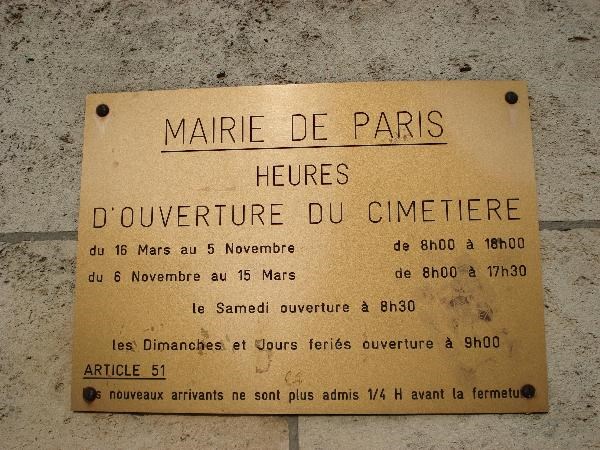 MAIRIE DE PARIS
HEURES
D'OUVERTURE DU CIMETIERE
du 16 Mars au 5 Novembre de 8h00 à 18h00
du 6 Novembre au 15 Mars de 8h00 à 17h30
le Samedi ouverture à 8h30
les Dimanches et Jours feriés ouverture à 9h00
ARTICLE 51
nouveaux arrivants ne sont plus admis 1/4 H avant la fermeture